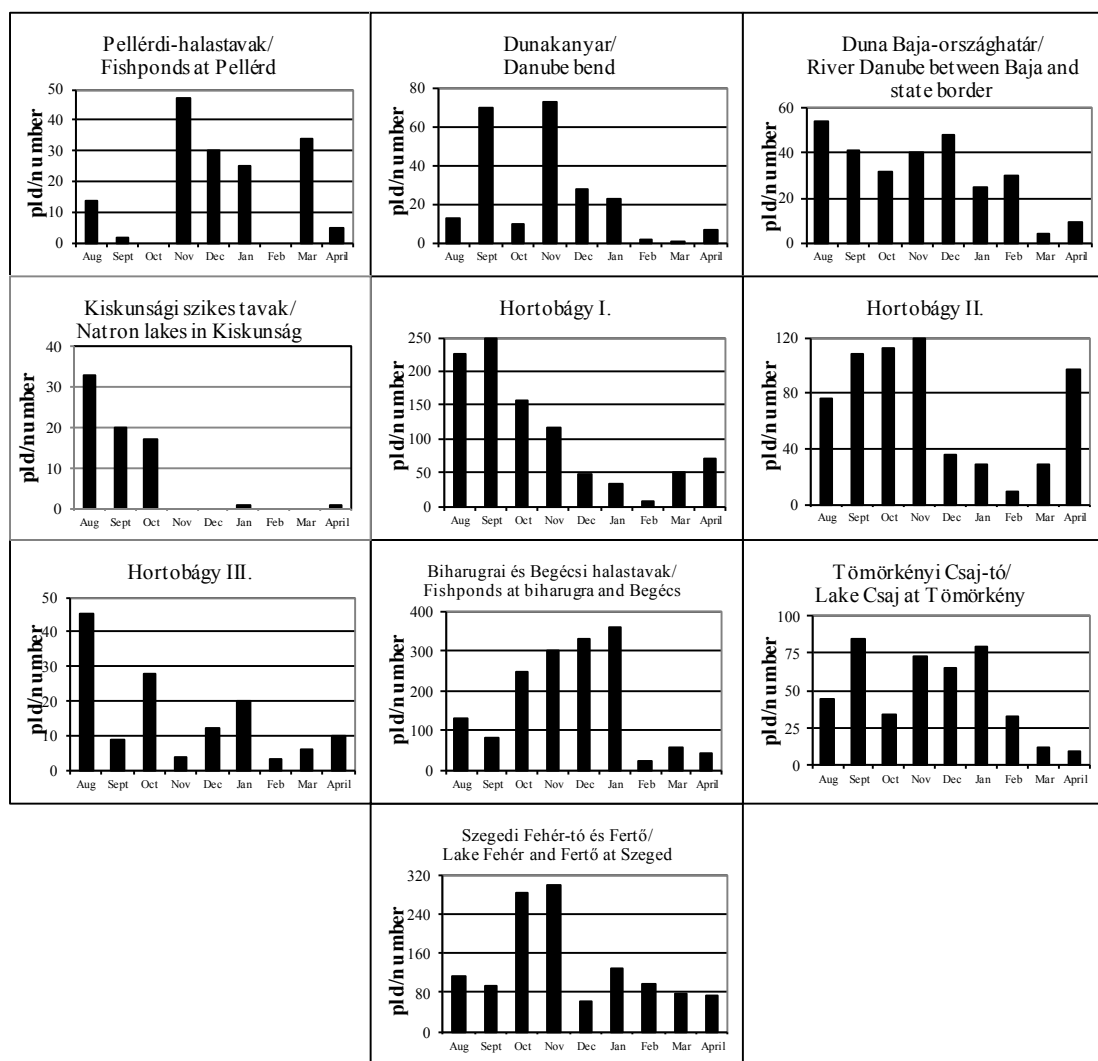 Pellérdi-halastavak/
Fishponds at Pellérd
pld/number
50
40
30
20
10
0
Aug Sept Oct Nov Dec Jan Feb Mar April
Dunakanyar/
Danube bend
pld/number
80
60
40
20
0
Aug Sept Oct Nov Dec Jan Feb Mar April
Duna Baja-országhatár/
River Danube between Baja and
state border
pld/number
60
40
20
0
Aug Sept Oct Nov Dec Jan Feb Mar April
Kiskunsági szikes tavak/
Natron lakes in Kiskunság
pld/number
40
30
20
10
0
Aug Sept Oct Nov Dec Jan Feb Mar April
Hortobágy I.
pld/number
250
200
150
100
50
0
Aug Sept Oct Nov Dec Jan Feb Mar April
Hortobágy II.
pld/number
120
80
40
0
Aug Sept Oct Nov Dec Jan Feb Mar April
Hortobágy III.
pld/number
50
40
30
20
10
0
Aug Sept Oct Nov Dec Jan Feb Mar April
Biharugrai és Begécsi halastavak/
Fishponds at biharugra and Begécs
pld/number
400
300
200
100
0
Aug Sept Oct Nov Dec Jan Feb Mar April
Tömörkényi Csaj-tó/
Lake Csaj at Tömörkény
pld/number
100
75
50
25
0
Aug Sept Oct Nov Dec Jan Feb Mar April
Szegedi Fehér-tó és Fertő/
Lake Fehér and Fertő at Szeged
pld/number
320
240
160
80
0
Aug Sept Oct Nov Dec Jan Feb Mar April